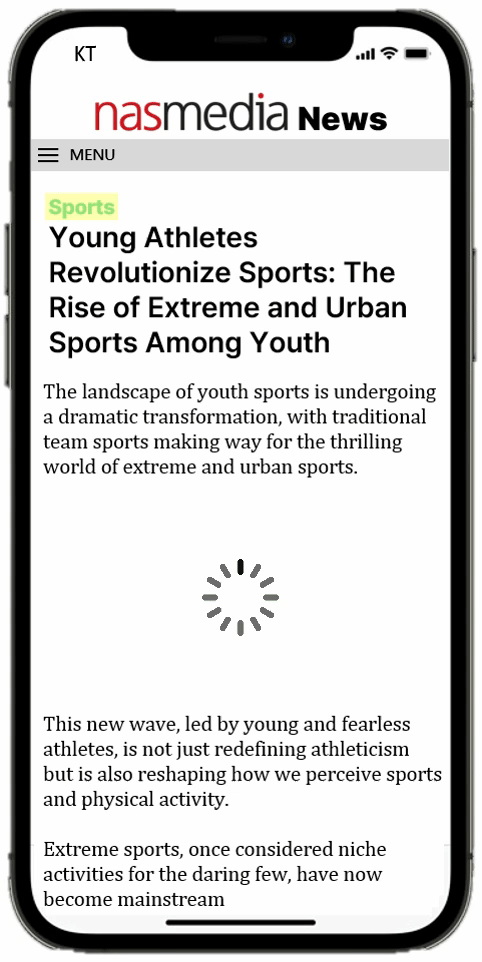 KT
nasmedia News
MENU
Sports
Young Athletes
Revolutionize Sports: The
Rise of Extreme and Urban
Sports Among Youth
The landscape of youth sports is undergoing
a dramatic transformation, with traditional
team sports making way for the thrilling
world of extreme and urban sports.
This new wave, led by young and fearless
athletes, is not just redefining athleticism
but is also reshaping how we perceive sports
and physical activity.
Extreme sports, once considered niche
activities for the daring few, have now
become mainstream